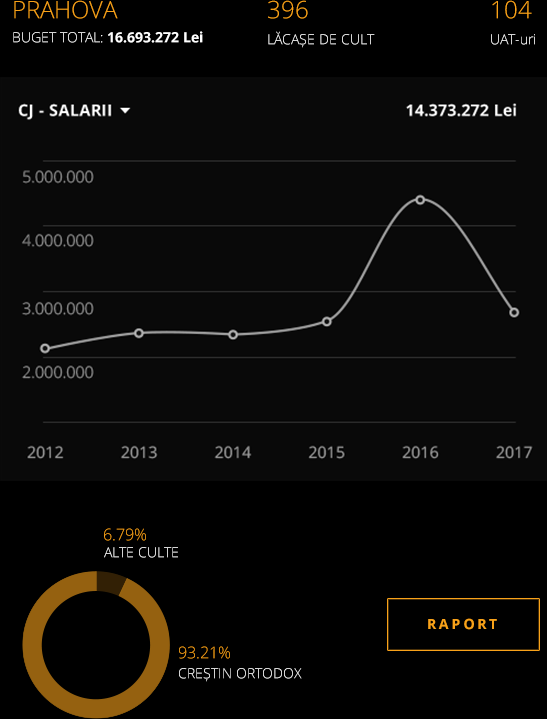 PRAHOVA
BUGET TOTAL: 16.693.272 Lei
396
LĂCAȘE DE CULT
104
UAT-uri
CJ - SALARII
14.373.272 Lei
5.000.000
4.000.000
3.000.000
2.000.000
2012 2013 2014 2015 2016 2017
6.79%
ALTE CULTE
93.21%
CREȘTIN ORTODOX
RAPORT